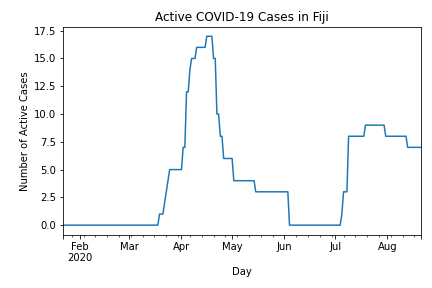 Active COVID-19 Cases in Fiji
Number of Active Cases
17.5
15.0
12.5
10.0
7.5
5.0
2.5
0.0
Feb Mar Apr May Jun Jul Aug
2020
Day